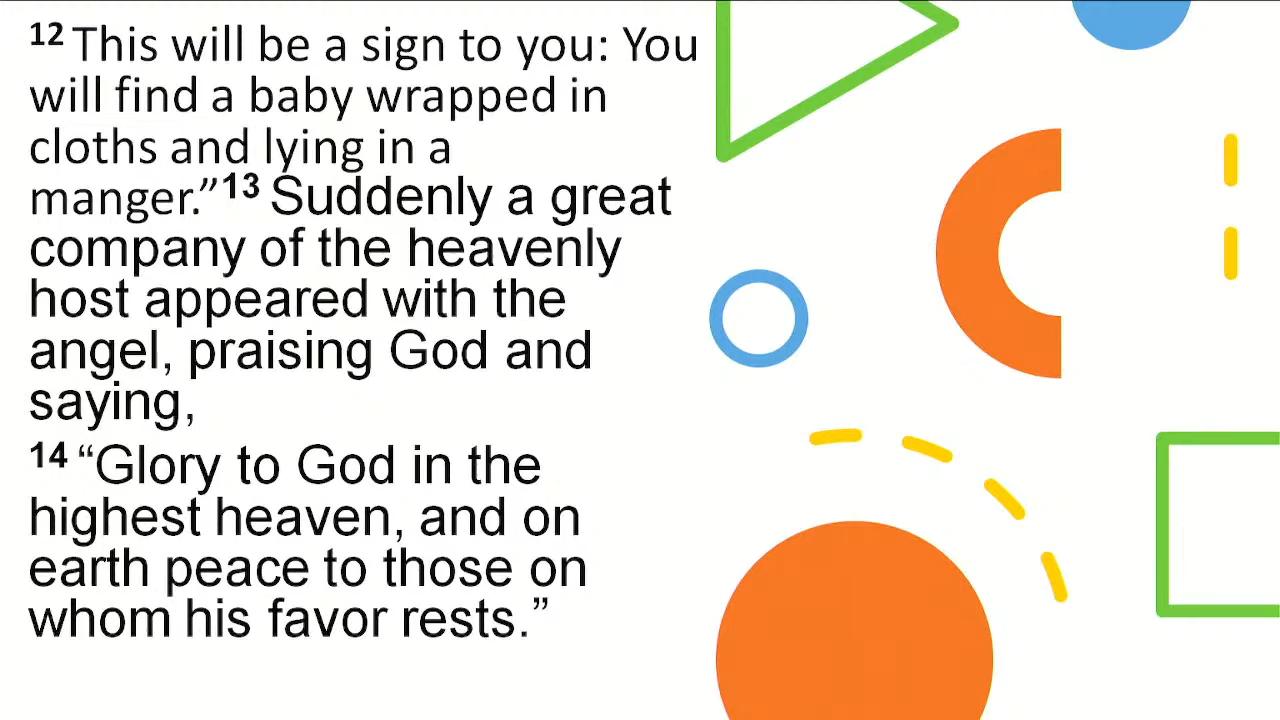 12 This will be a sign to you: You
will find a baby wrapped in
cloths and lying in a
manger.”13 Suddenly a great
company of the heavenly
host appeared with the
angel, praising God and
saying,
14 “Glory to God in the
highest heaven, and on
earth peace to those on
whom his favor rests.”